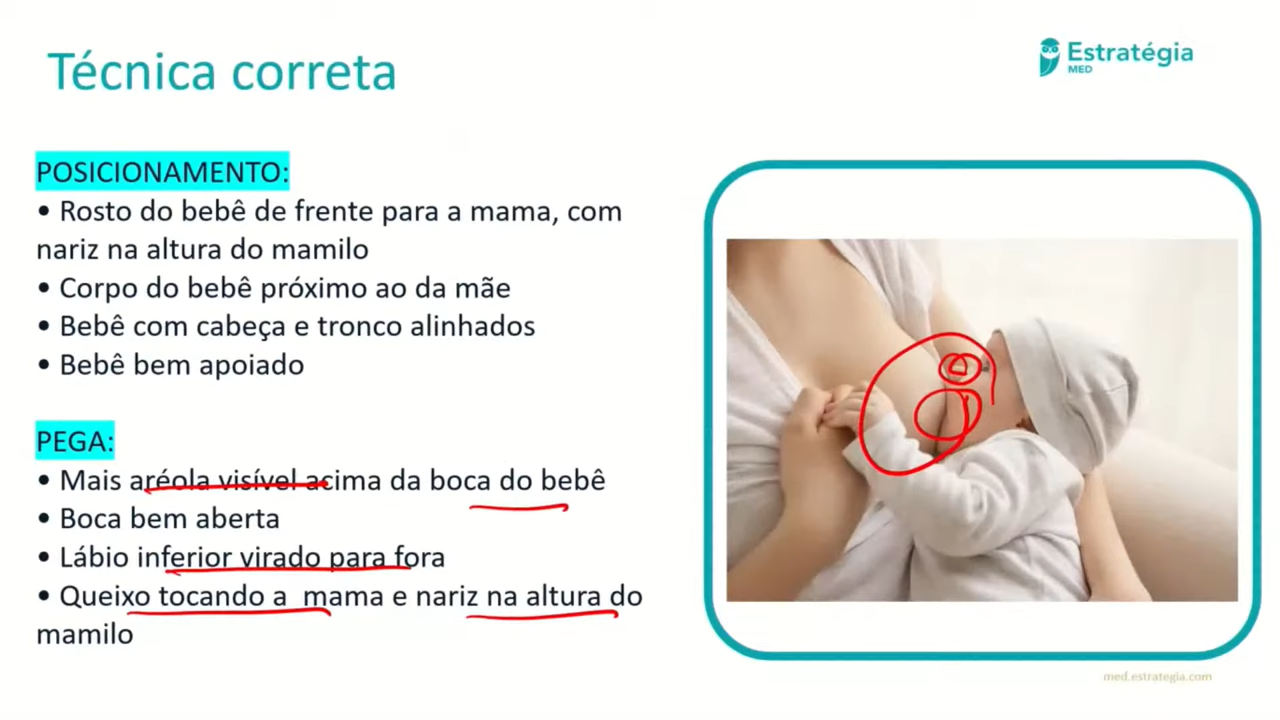 Técnica correta
Estratégia
MED
POSICIONAMENTO:
• Rosto do bebê de frente para a mama, com
nariz na altura do mamilo
• Corpo do bebê próximo ao da mãe
• Bebê com cabeça e tronco alinhados
• Bebê bem apoiado
PEGA:
• Mais aréola visível acima da boca do bebê
• Boca bem aberta
• Lábio inferior virado para fora
• Queixo tocando a mama e nariz na altura do
mamilo
med.estrategia.com